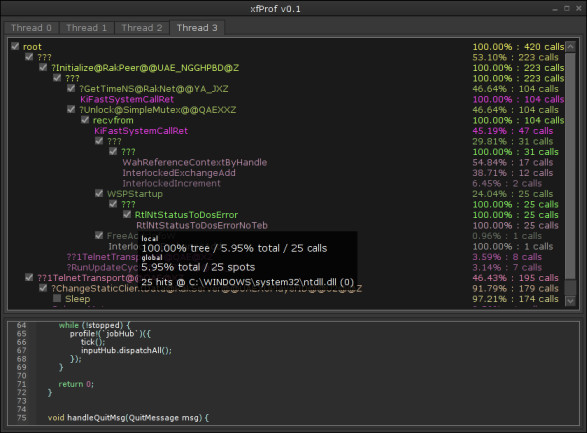 xfProf v0.1
Thread 0 Thread 1 Thread 2 Thread 3
root 100.00% : 420 calls
??? 53.10% : 223 calls
?Initialize@RakPeer@@UAE_NGGHPBD@Z 100.00% : 223 calls
??? 100.00% : 223 calls
?GetTimeNS@RakNet@@YA_JXZ 46.64% : 104 calls
KiFastSystemCallRet 100.00% : 104 calls
?Unlock@SimpleMutex@@QAEXXZ 46.64% : 104 calls
recvfrom 100.00% : 104 calls
KiFastSystemCallRet 45.19% : 47 calls
??? 29.81% : 31 calls
??? 100.00% : 31 calls
WahReferenceContextByHandle 54.84% : 17 calls
InterlockedExchangeAdd 38.71% : 12 calls
InterlockedIncrement 6.45% : 2 calls
WSPStartup 24.04% : 25 calls
??? 100.00% : 25 calls
RtlNtStatusToDosError 100.00% : 25 calls
RtlNtStatusToDosErrorNoTeb 100.00% : 25 calls
0.96% : 1 calls
Interlo 100.00% : 1 calls
??1TelnetTranspor 3.59% : 8 calls
?RunUpdateCyc 3.14% : 7 calls
??1TelnetTransport@ 46.43% : 195 calls
?ChangeStaticClien 91.79% : 179 calls
Sleep 97.21% : 174 calls
local
100.00% tree / 5.95% total / 25 calls
global
5.95% total / 25 spots
25 hits @ C:\WINDOWS\system32\ntdll.dll (0)
64 while (!stopped) {
65 profile!(`jobHub`)({
66 tick();
67 inputHub.dispatchAll();
68 });
69 }
70
71 return 0;
72 }
73
74
75 void handleQuitMsg(QuitMessage msg) {